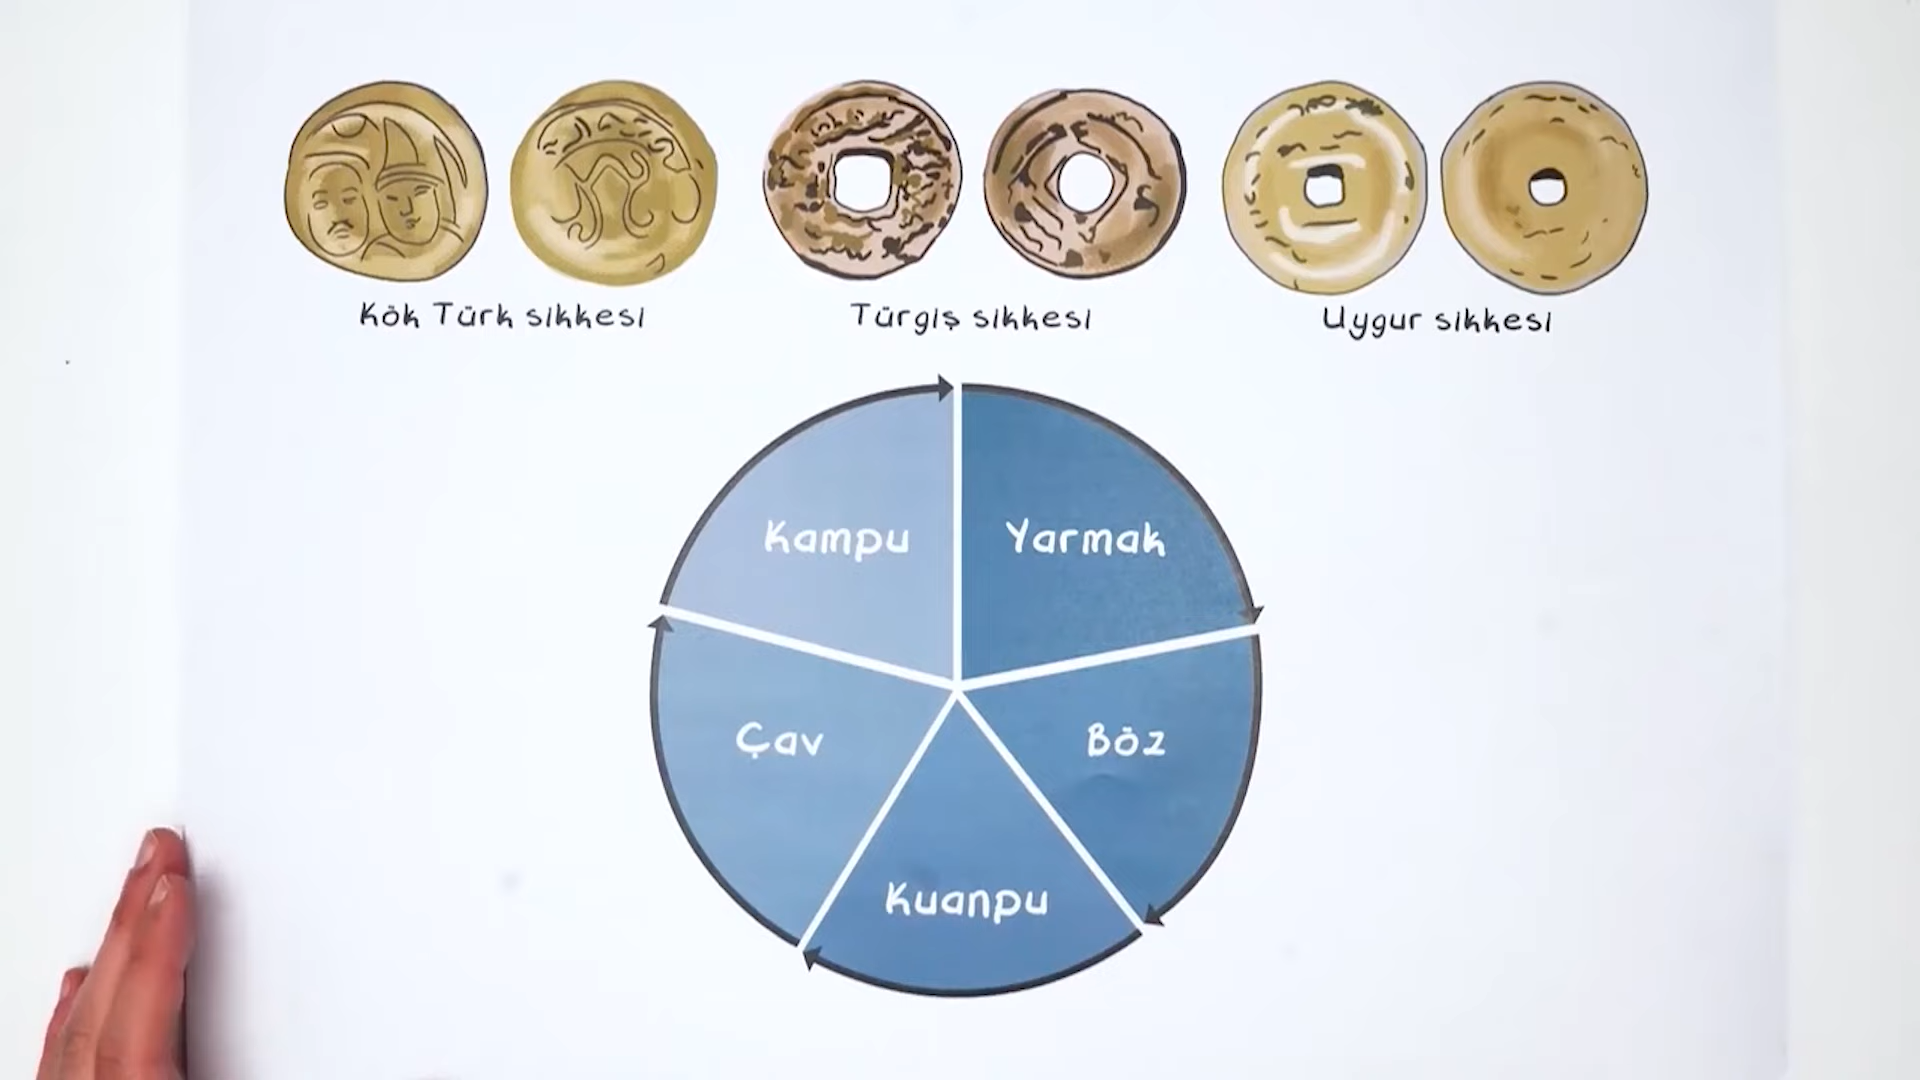 Kök Türk sikkesi
Türgiş sikkesi
Uygur sikkesi
Kampu
Yarmak
Çav
Böz
Kuanpu